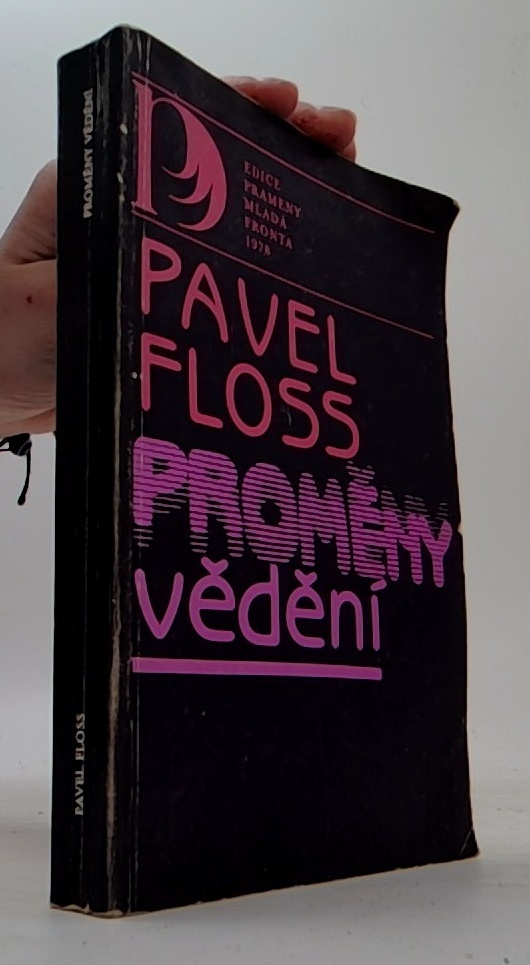 PROMĚNY VĚDĚNÍ
PAVEL FLOSS
P
EDICE
PRAMENY
MLADÁ
FRONTA
1978
PAVEL
FLOSS
PROMĚNY
vědění